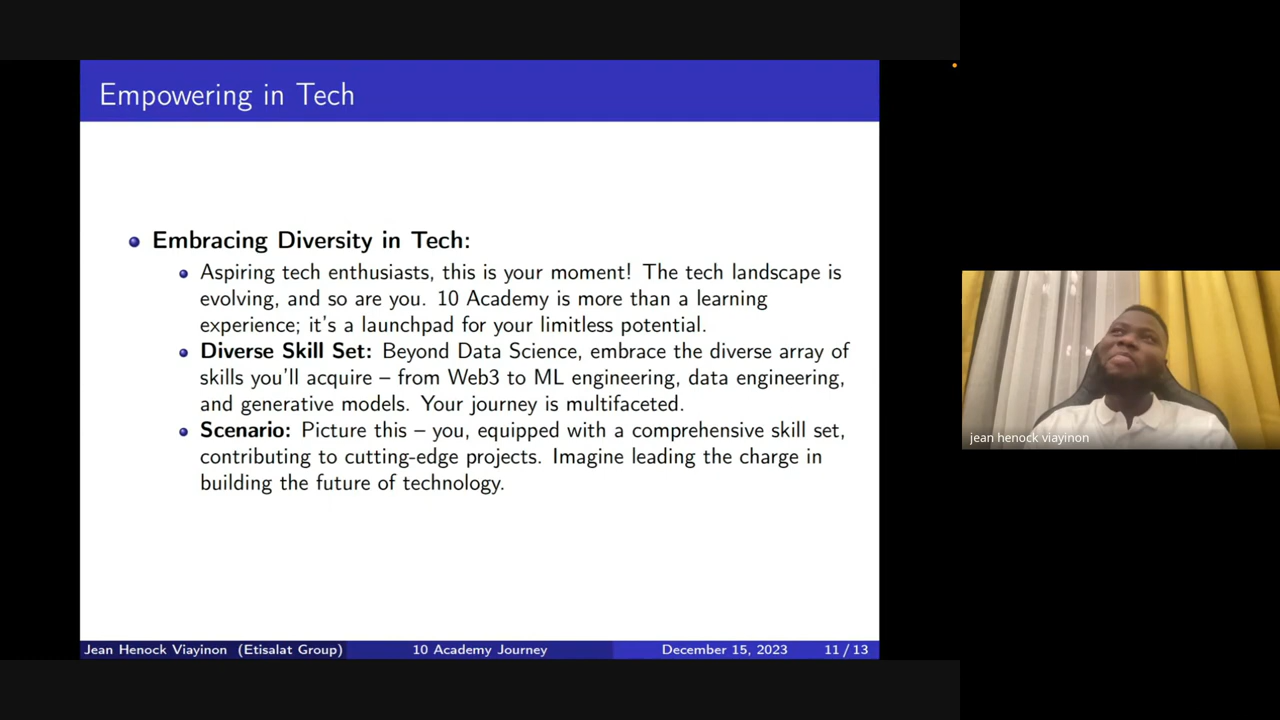 Empowering in Tech
Embracing Diversity in Tech:
Aspiring tech enthusiasts, this is your moment! The tech landscape is
evolving, and so are you. 10 Academy is more than a learning
experience; it's a launchpad for your limitless potential.
Diverse Skill Set: Beyond Data Science, embrace the diverse array of
skills you'll acquire – from Web3 to ML engineering, data engineering,
and generative models. Your journey is multifaceted.
Scenario: Picture this – you, equipped with a comprehensive skill set,
contributing to cutting-edge projects. Imagine leading the charge in
building the future of technology.
Jean Henock Viayinon (Etisalat Group) 10 Academy Journey December 15, 2023 11 / 13
jean henock viayinon